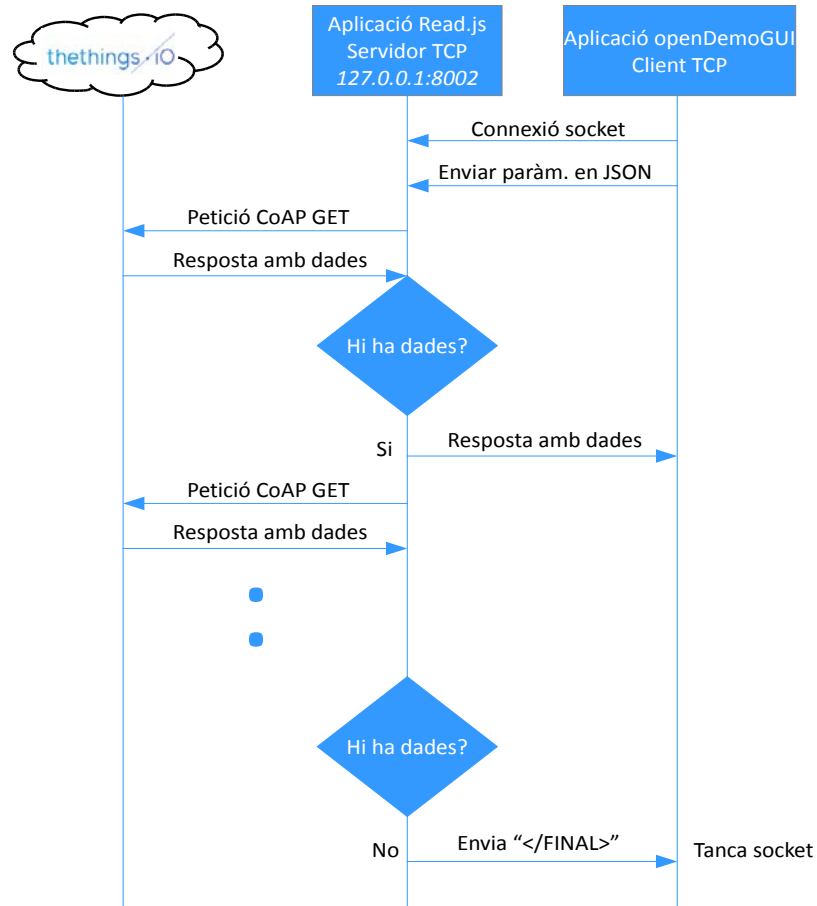 thethings.iO
Aplicació Read.js
Servidor TCP
127.0.0.1:8002
Aplicació openDemoGUI
Client TCP
Connexió socket
Enviar paràm. en JSON
Petició CoAP GET
Resposta amb dades
Hi ha dades?
Si
Resposta amb dades
Petició CoAP GET
Resposta amb dades
Hi ha dades?
No
Envia “</FINAL>”
Tanca socket